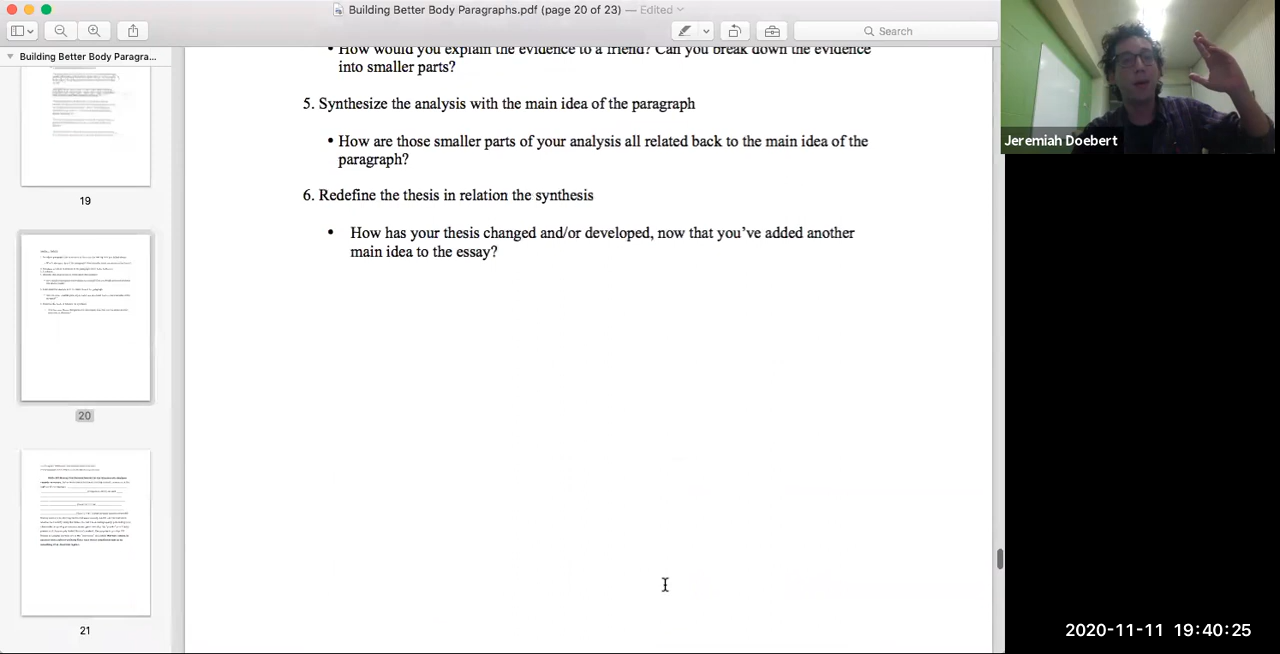 Building Better Body Paragraphs.pdf (page 20 of 23) — Edited
Search
Building Better Body Paragra...
How would you explain the evidence to a friend? Can you break down the evidence
into smaller parts?
5. Synthesize the analysis with the main idea of the paragraph
• How are those smaller parts of your analysis all related back to the main idea of the
paragraph?
6. Redefine the thesis in relation the synthesis
• How has your thesis changed and/or developed, now that you’ve added another
main idea to the essay?
19
20
21
Jeremiah Doebert
2020-11-11 19:40:25